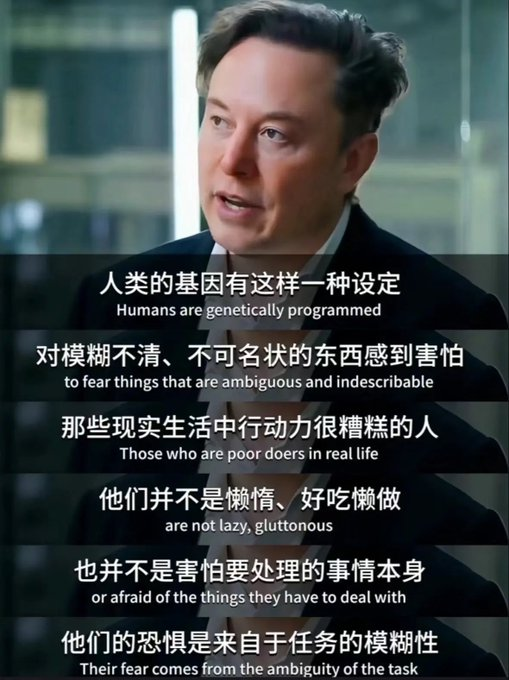 人类的基因有这样一种设定
Humans are genetically programmed
对模糊不清、不可名状的东西感到害怕
to fear things that are ambiguous and indescribable
那些现实生活中行动力很糟糕的人
Those who are poor doers in real life
他们并不是懒惰、好吃懒做
are not lazy, gluttonous
也并不是害怕要处理的事情本身
or afraid of the things they have to deal with
他们的恐惧是来自于任务的模糊性
Their fear comes from the ambiguity of the task